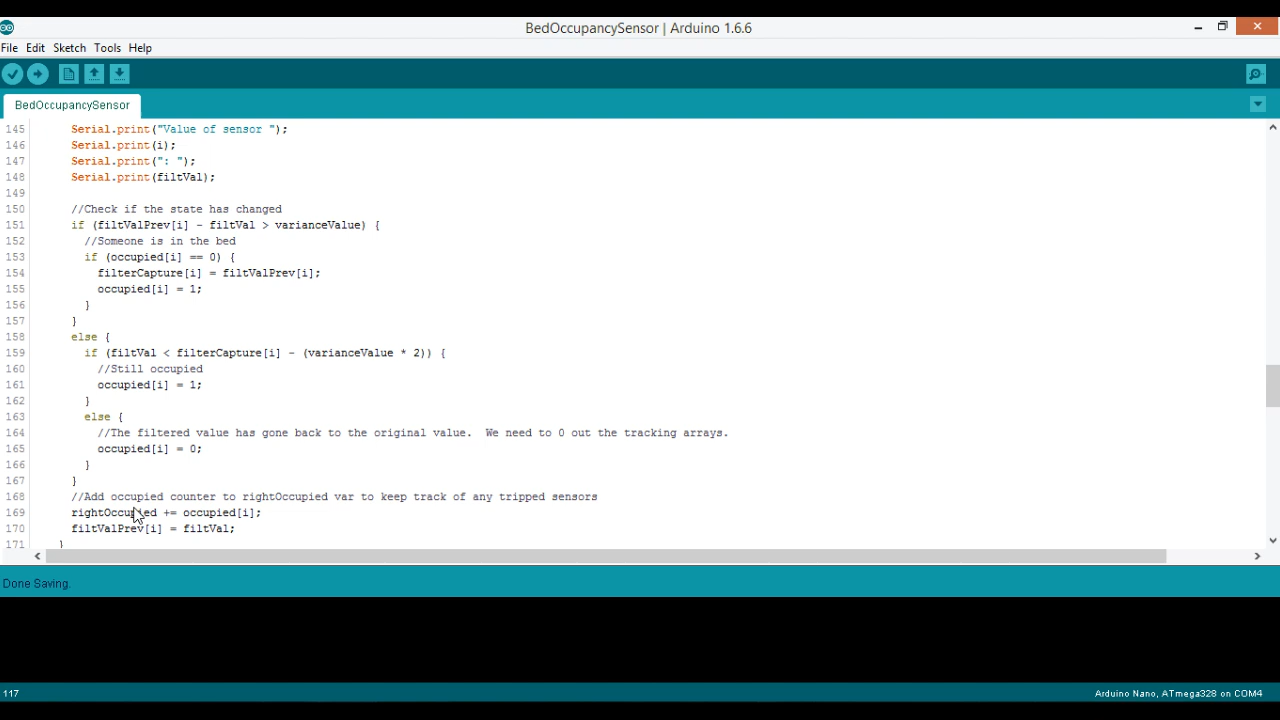 BedOccupancySensor | Arduino 1.6.6
File Edit Sketch Tools Help
BedOccupancySensor
145 Serial.print("Value of sensor ");
146 Serial.print(i);
147 Serial.print(": ");
148 Serial.print(filtVal);
149
150 //Check if the state has changed
151 if (filtValPrev[i] - filtVal > varianceValue) {
152 //Someone is in the bed
153 if (occupied[i] == 0) {
154 filterCapture[i] = filtValPrev[i];
155 occupied[i] = 1;
156 }
157 }
158 else {
159 if (filtVal < filterCapture[i] - (varianceValue * 2)) {
160 //Still occupied
161 occupied[i] = 1;
162 }
163 else {
164 //The filtered value has gone back to the original value.  We need to 0 out the tracking arrays.
165 occupied[i] = 0;
166 }
167 }
168 //Add occupied counter to rightOccupied var to keep track of any tripped sensors
169 rightOccupied += occupied[i];
170 filtValPrev[i] = filtVal;
171 }
Done Saving.
117 Arduino Nano, ATmega328 on COM4